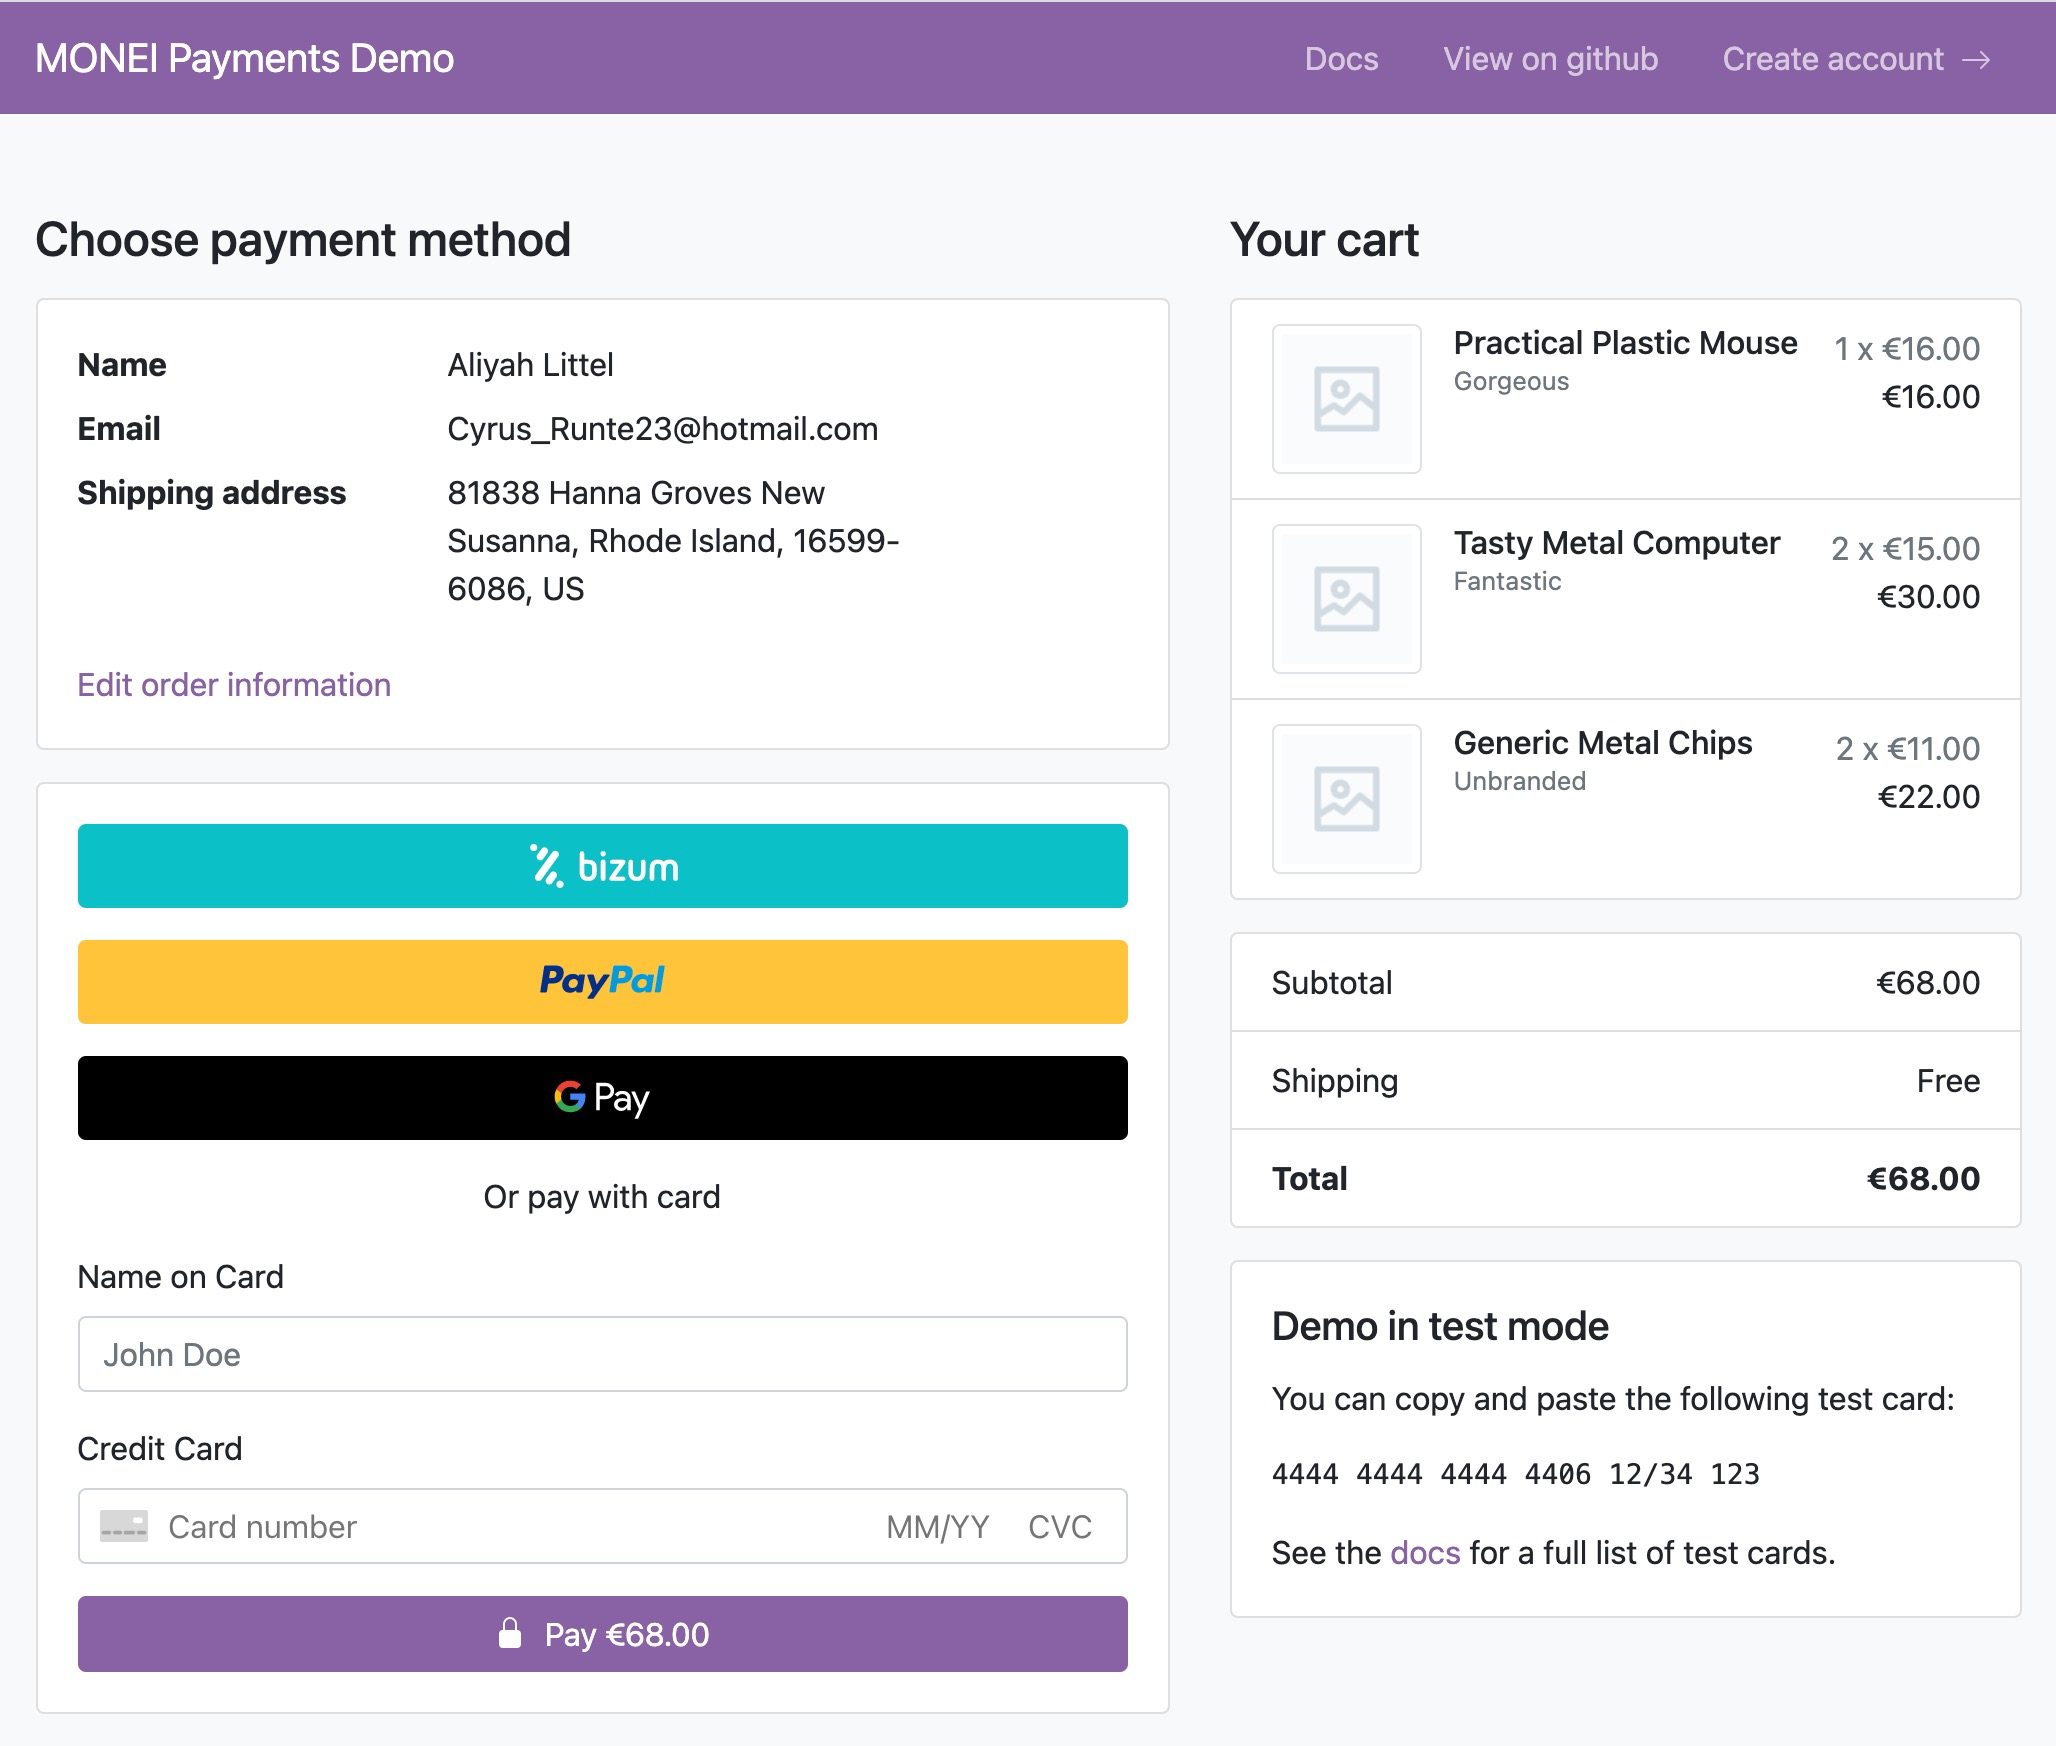 MONEI Payments Demo
Docs
View on github
Create account →
Choose payment method
Name
Aliyah Littel
Email
Cyrus_Runte23@hotmail.com
Shipping address
81838 Hanna Groves New
Susanna, Rhode Island, 16599-
6086, US
Edit order information
bizum
PayPal
G Pay
Or pay with card
Name on Card
John Doe
Credit Card
Card number
MM/YY
CVC
Pay €68.00
Your cart
Practical Plastic Mouse
1 x €16.00
Gorgeous
€16.00
Tasty Metal Computer
2 x €15.00
Fantastic
€30.00
Generic Metal Chips
2 x €11.00
Unbranded
€22.00
Subtotal
€68.00
Shipping
Free
Total
€68.00
Demo in test mode
You can copy and paste the following test card:
4444 4444 4444 4406 12/34 123
See the docs for a full list of test cards.